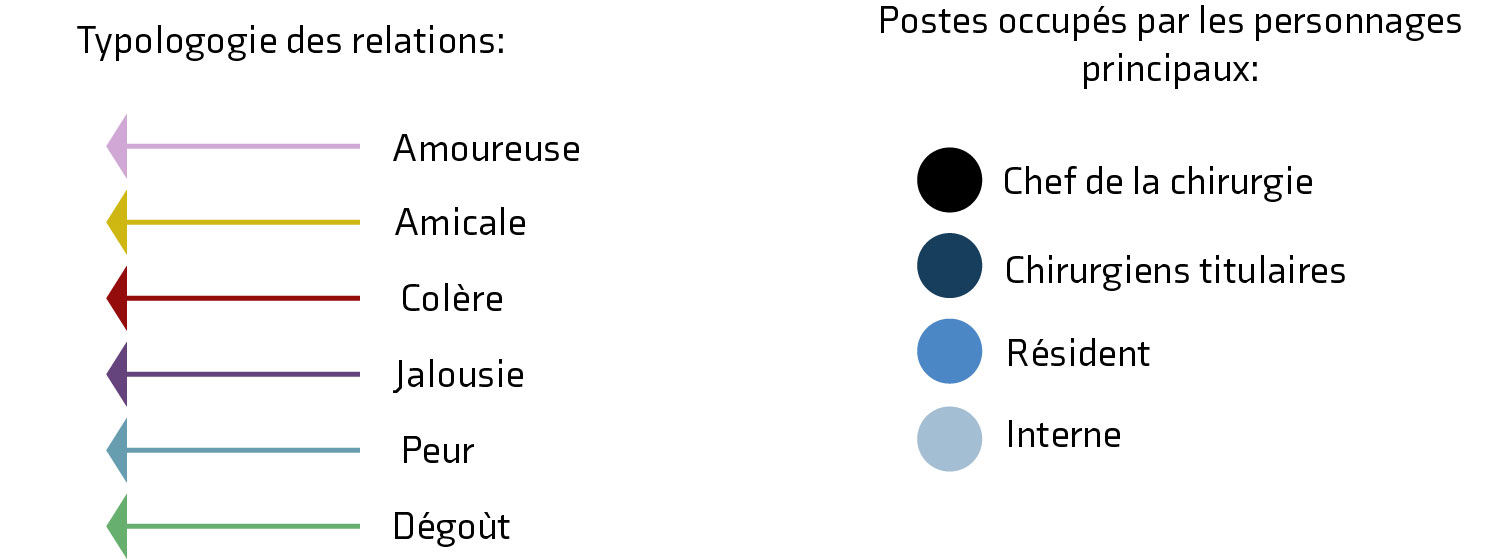 Typologogie des relations:
Amoureuse
Amicale
Colère
Jalousie
Peur
Dégoùt
Postes occupés par les personnages
principaux:
Chef de la chirurgie
Chirurgiens titulaires
Résident
Interne